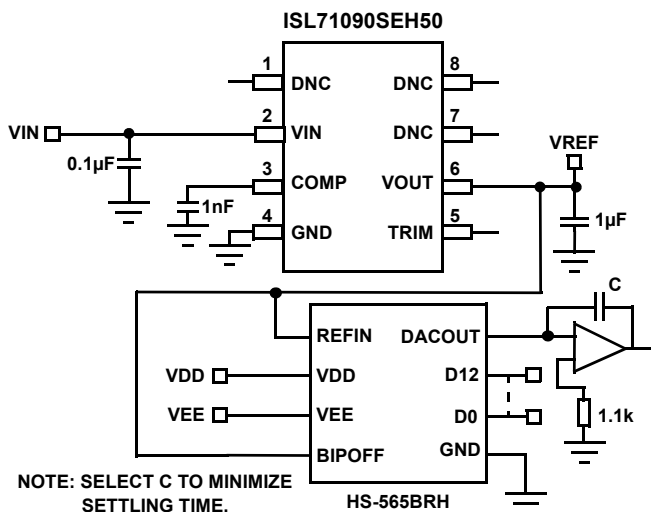 ISL71090SEH50
1
DNC
DNC
8
VIN
2
VIN
DNC
7
0.1µF
3
COMP
VOUT
6
VREF
1nF
4
GND
TRIM
5
1µF
C
REFIN
DACOUT
VDD
VDD
D12
VEE
VEE
D0
1.1k
BIPOFF
GND
NOTE: SELECT C TO MINIMIZE
SETTLING TIME.
HS-565BRH